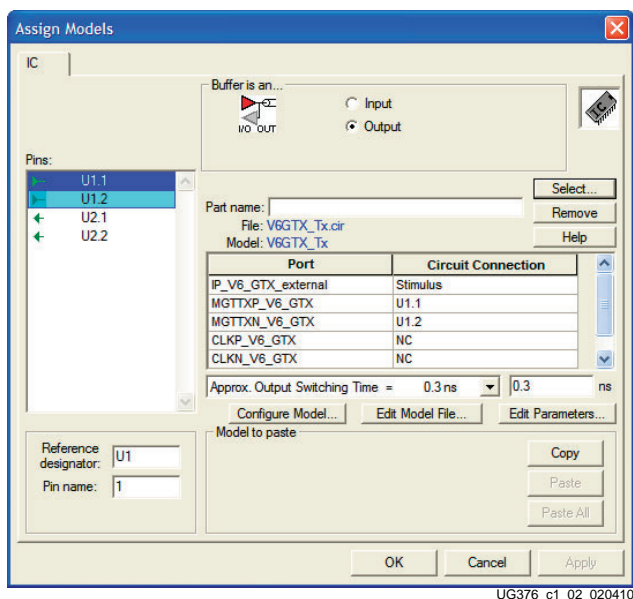 Assign Models
IC
Buffer is an...
I/O OUT
Input
Output
IC
Pins:
U1.1
U1.2
U2.1
U2.2
Select...
Part name:
Remove
File: V6GTX_Tx.cir
Model: V6GTX_Tx
Help
Port Circuit Connection
IP_V6_GTX_external Stimulus
MGTTXP_V6_GTX U1.1
MGTTXN_V6_GTX U1.2
CLKP_V6_GTX NC
CLKN_V6_GTX NC
Approx. Output Switching Time = 0.3 ns 0.3 ns
Configure Model... Edit Model File... Edit Parameters...
Model to paste
Reference designator: U1
Pin name: 1
Copy
Paste
Paste All
OK Cancel Apply
UG376_c1_02_020410